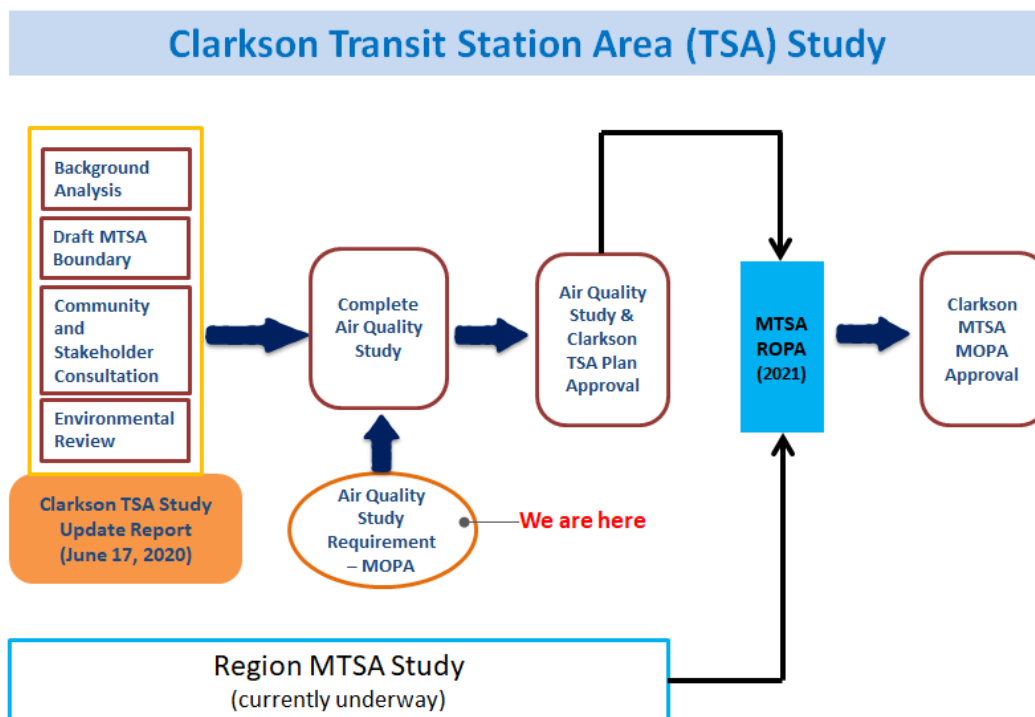 Clarkson Transit Station Area (TSA) Study
Background
Analysis
Draft MTSA
Boundary
Community
and
Stakeholder
Consultation
Environmental
Review
Clarkson TSA Study
Update Report
(June 17, 2020)
Complete
Air Quality
Study
Air Quality
Study
Requirement
– MOPA
We are here
Air Quality
Study &
Clarkson
TSA Plan
Approval
MTSA
ROPA
(2021)
Clarkson
MTSA
MOPA
Approval
Region MTSA Study
(currently underway)